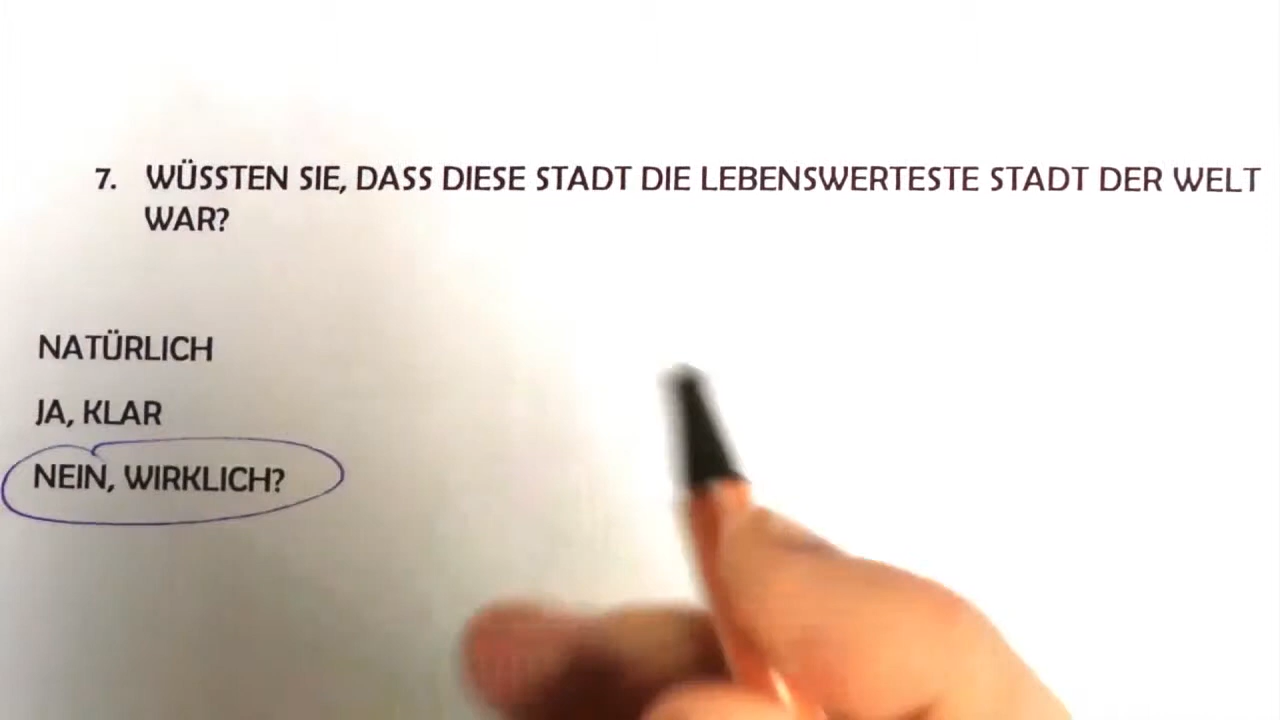 7. WÜSSTEN SIE, DASS DIESE STADT DIE LEBENSWERTESTE STADT DER WELT
WAR?
NATÜRLICH
JA, KLAR
NEIN, WIRKLICH?